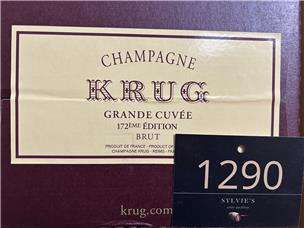 CHAMPAGNE
KRUG
GRANDE CUVÉE
172ÈME ÉDITION
BRUT
PRODUIT DE FRANCE - PRODUCT OF
CHAMPAGNE KRUG - REIMS -
krug.com
1290
SYLVIE'S